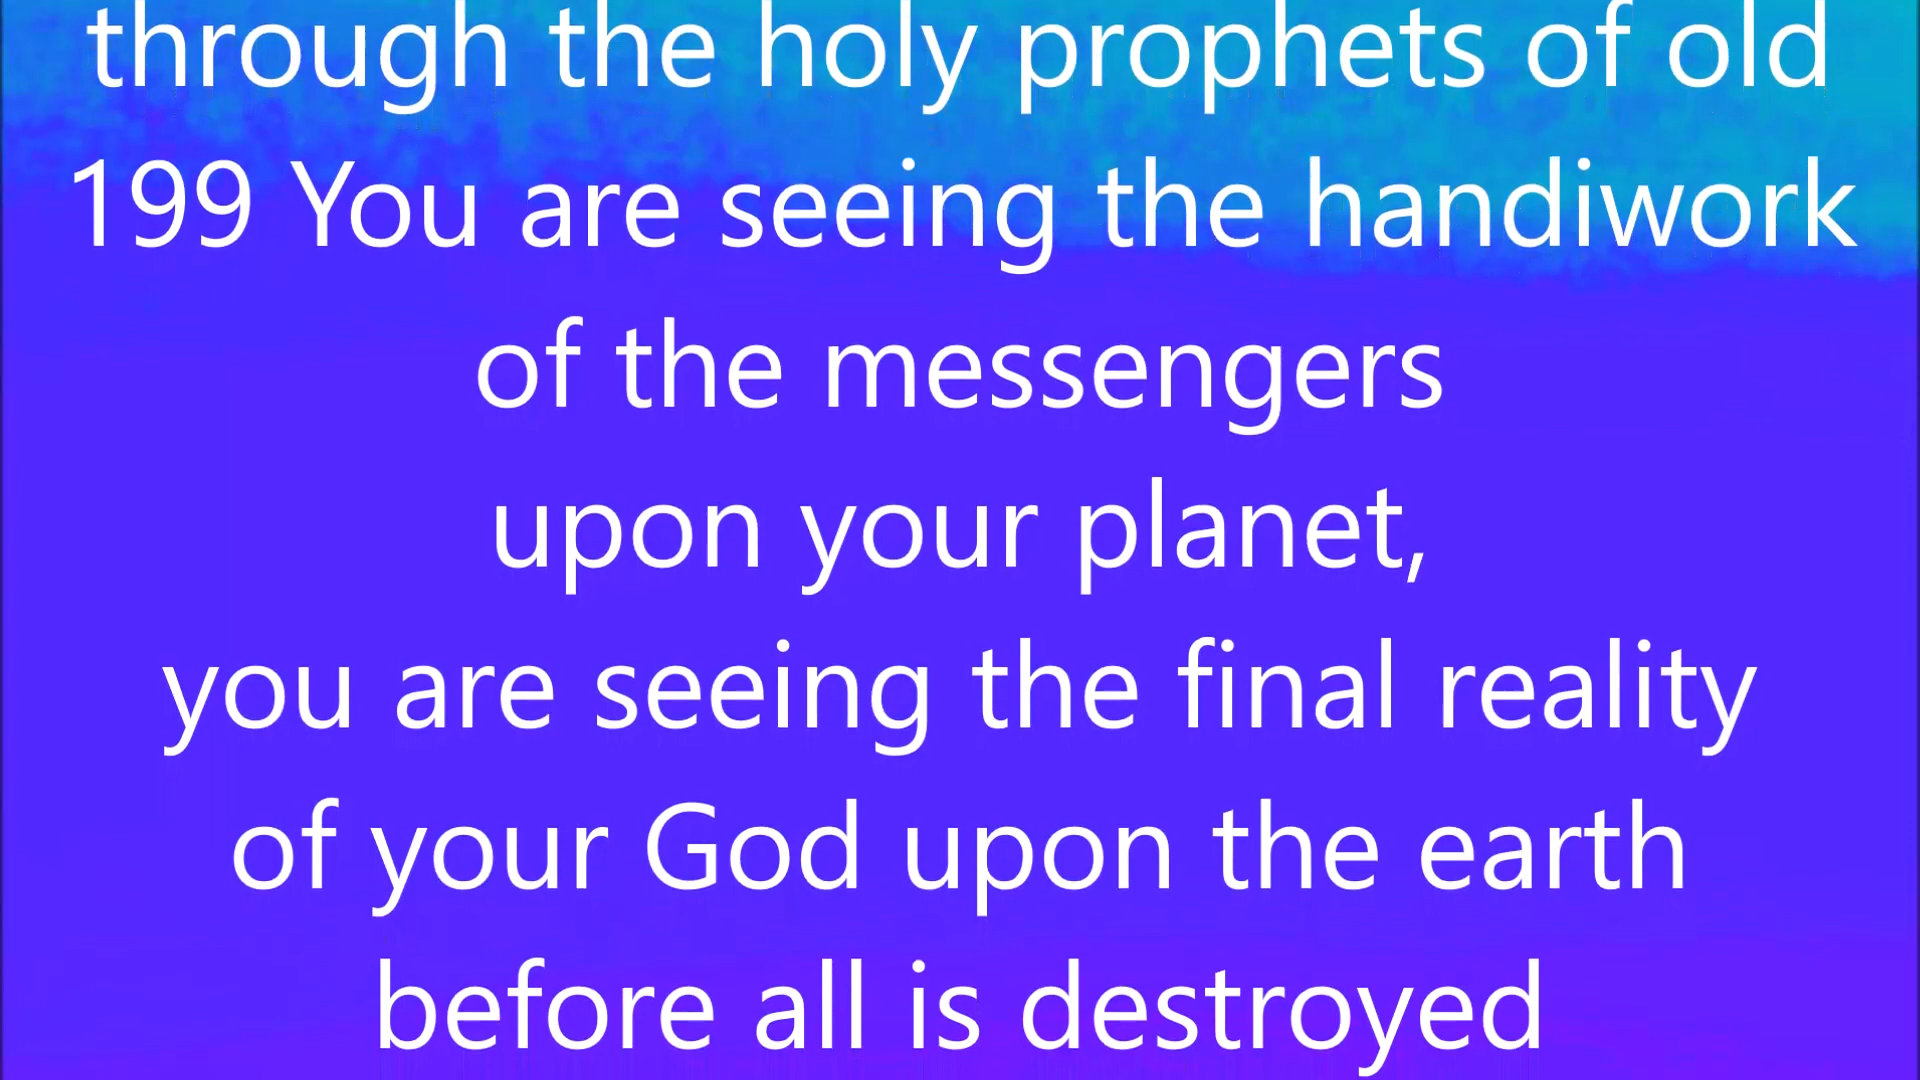 through the holy prophets of old
199 You are seeing the handiwork
of the messengers
upon your planet,
you are seeing the final reality
of your God upon the earth
before all is destroyed